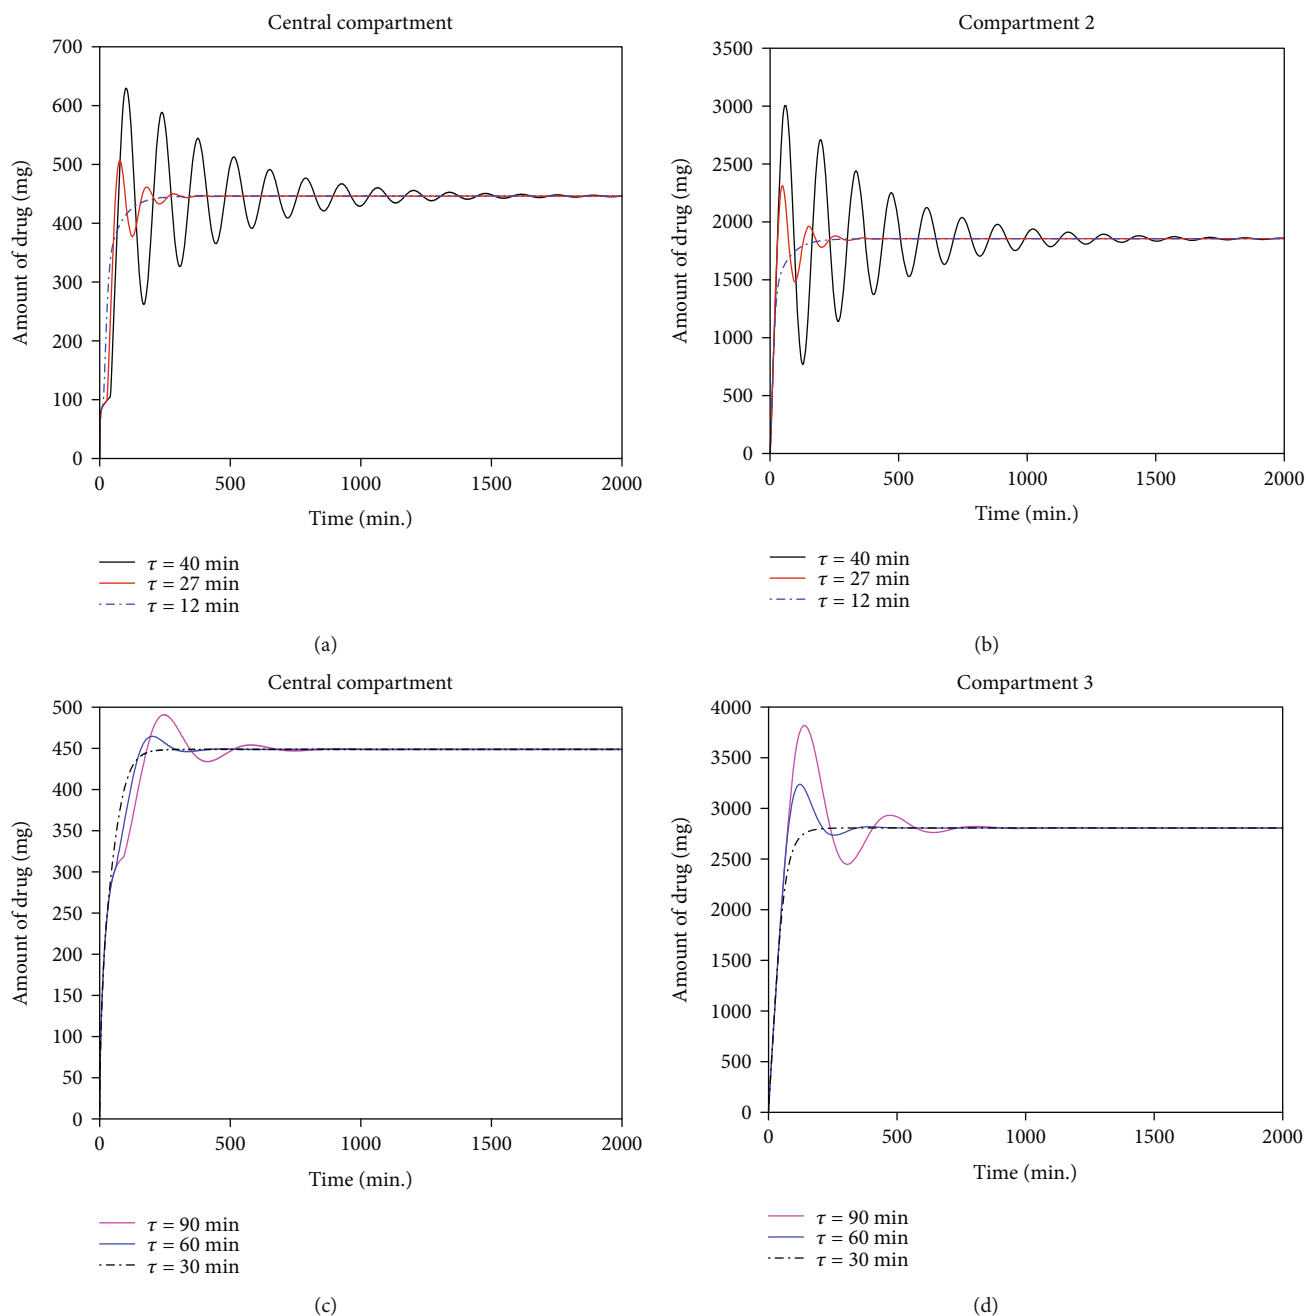 Central compartment
700
600
500
400
300
200
100
0
Amount of drug (mg)
0 500 1000 1500 2000
Time (min.)
τ = 40 min
τ = 27 min
τ = 12 min
(a)
Compartment 2
3500
3000
2500
2000
1500
1000
500
0
Amount of drug (mg)
0 500 1000 1500 2000
Time (min.)
τ = 40 min
τ = 27 min
τ = 12 min
(b)
Central compartment
500
450
400
350
300
250
200
150
100
50
0
Amount of drug (mg)
0 500 1000 1500 2000
Time (min.)
τ = 90 min
τ = 60 min
τ = 30 min
(c)
Compartment 3
4000
3500
3000
2500
2000
1500
1000
500
0
Amount of drug (mg)
0 500 1000 1500 2000
Time (min.)
τ = 90 min
τ = 60 min
τ = 30 min
(d)